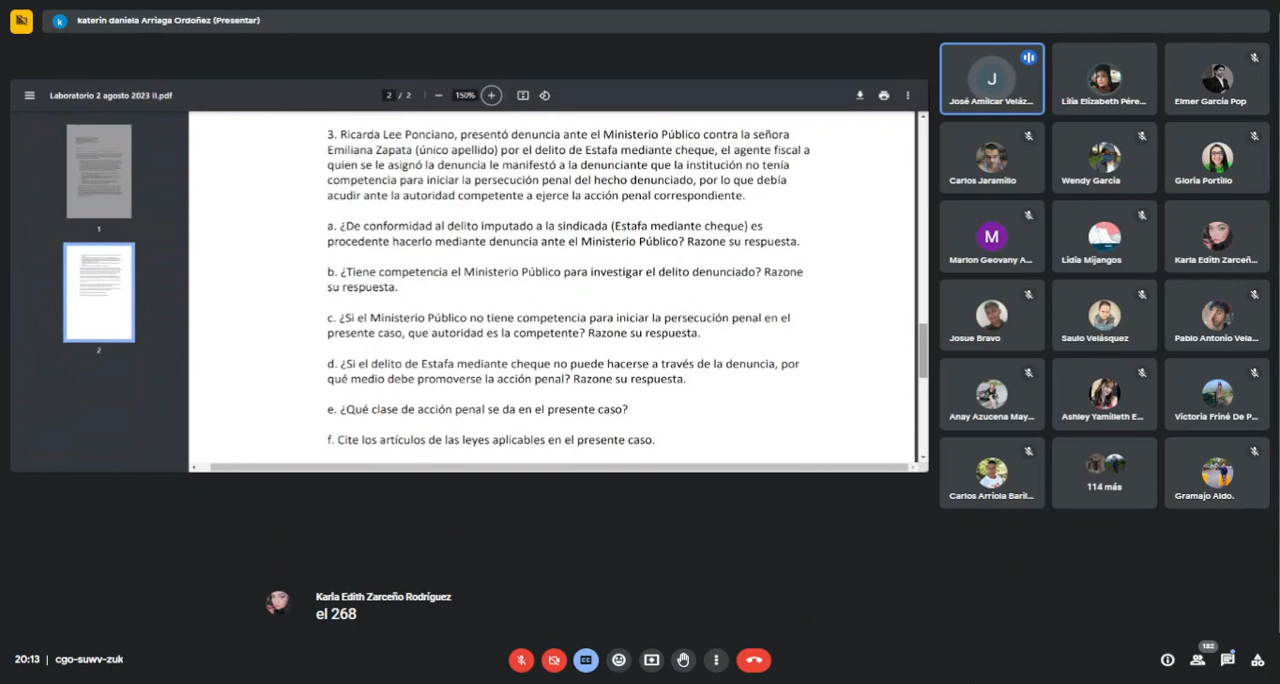 k
katerin daniela Arriaga Ordoñez (Presentar)
Laboratorio 2 agosto 2023 II.pdf
2 / 2
150%
1
2
3. Ricarda Lee Ponciano, presentó denuncia ante el Ministerio Público contra la señora
Emiliana Zapata (único apellido) por el delito de Estafa mediante cheque, el agente fiscal a
quien se le asignó la denuncia le manifestó a la denunciante que la institución no tenía
competencia para iniciar la persecución penal del hecho denunciado, por lo que debía
acudir ante la autoridad competente a ejerce la acción penal correspondiente.
a. ¿De conformidad al delito imputado a la sindicada (Estafa mediante cheque) es
procedente hacerlo mediante denuncia ante el Ministerio Público? Razone su respuesta.
b. ¿Tiene competencia el Ministerio Público para investigar el delito denunciado? Razone
su respuesta.
c. ¿Si el Ministerio Público no tiene competencia para iniciar la persecución penal en el
presente caso, que autoridad es la competente? Razone su respuesta.
d. ¿Si el delito de Estafa mediante cheque no puede hacerse a través de la denuncia, por
qué medio debe promoverse la acción penal? Razone su respuesta.
e. ¿Qué clase de acción penal se da en el presente caso?
f. Cite los artículos de las leyes aplicables en el presente caso.
J
José Amilcar Veláz...
Lilia Elizabeth Pére...
Elmer García Pop
Carlos Jaramillo
Wendy García
Gloria Portillo
M
Marlon Geovany A...
Lidia Mijangos
Karla Edith Zarceñ...
Josue Bravo
Saulo Velásquez
Pablo Antonio Vela...
Anay Azucena May...
Ashley Yamilleth E...
Victoria Friné De P...
Carlos Arriola Baril...
114 más
Gramajo Aldo.
Karla Edith Zarceño Rodríguez
el 268
20:13 | cgo-suwv-zuk
CC
132